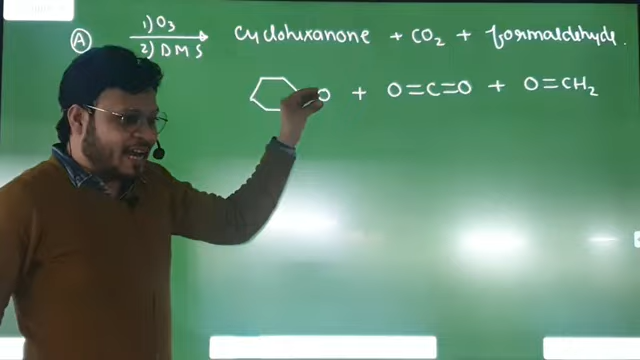 A 1) O3 2) DMS cyclohexanone + CO2 + formaldehyde.
O + O=C=O + O=CH2